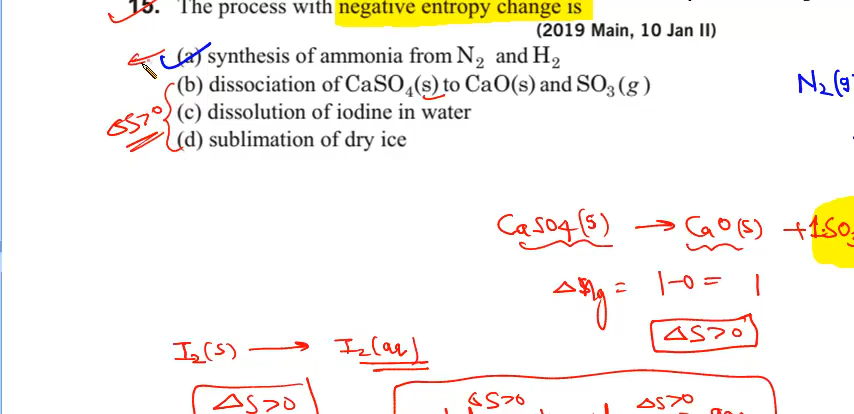 15. The process with negative entropy change is
(2019 Main, 10 Jan II)
(a) synthesis of ammonia from N₂ and H₂
(b) dissociation of CaSO₄(s) to CaO(s) and SO₃(g)
N₂(g
(c) dissolution of iodine in water
ΔS>0
(d) sublimation of dry ice
CaSO4(s) → CaO(s) + 1.SO₃
= 1-0 = 1
ΔS>0
I₂(s) → I₂(aq)
ΔS>0
ΔS>0 ΔS>0